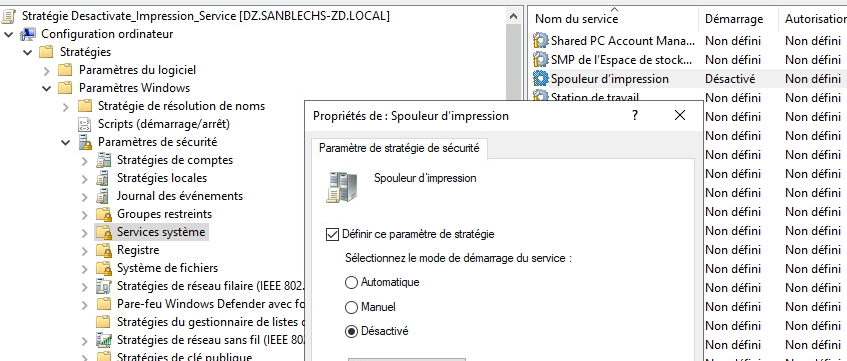 Stratégie Desactivate_Impression_Service [DZ.SANBLECHS-ZD.LOCAL]
Configuration ordinateur
Stratégies
Paramètres du logiciel
Paramètres Windows
Stratégie de résolution de noms
Scripts (démarrage/arrêt)
Paramètres de sécurité
Stratégies de comptes
Stratégies locales
Journal des événements
Groupes restreints
Services système
Registre
Système de fichiers
Stratégies de réseau filaire (IEEE 802.
Pare-feu Windows Defender avec fo
Stratégies du gestionnaire de listes d
Stratégies de réseau sans fil (IEEE 80
Stratégies de clé publique
Nom du service Démarrage Autorisation
Shared PC Account Mana... Non défini Non défini
SMP de l'Espace de stock... Non défini Non défini
Spouleur d'impression Désactivé Non défini
Station de travail Non défini Non défini
Non défini Non défini
Non défini Non défini
Non défini Non défini
Non défini Non défini
Non défini Non défini
Non défini Non défini
Non défini Non défini
Non défini Non défini
Non défini Non défini
Non défini Non défini
Non défini Non défini
Non défini Non défini
Non défini Non défini
Non défini Non défini
Propriétés de : Spouleur d'impression ?
Paramètre de stratégie de sécurité
Spouleur d'impression
Définir ce paramètre de stratégie
Sélectionnez le mode de démarrage du service :
Automatique
Manuel
Désactivé